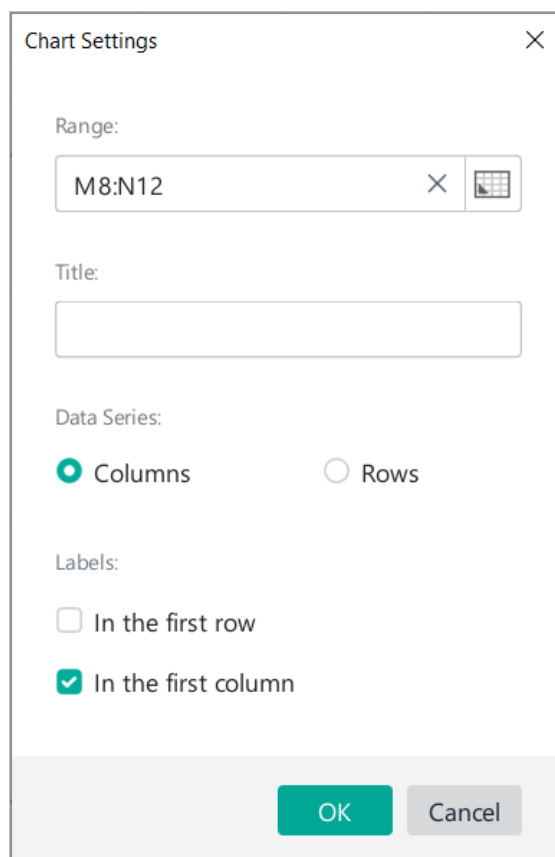 Chart Settings
Range:
M8:N12
Title:
Data Series:
Columns Rows
Labels:
In the first row
In the first column
OK Cancel